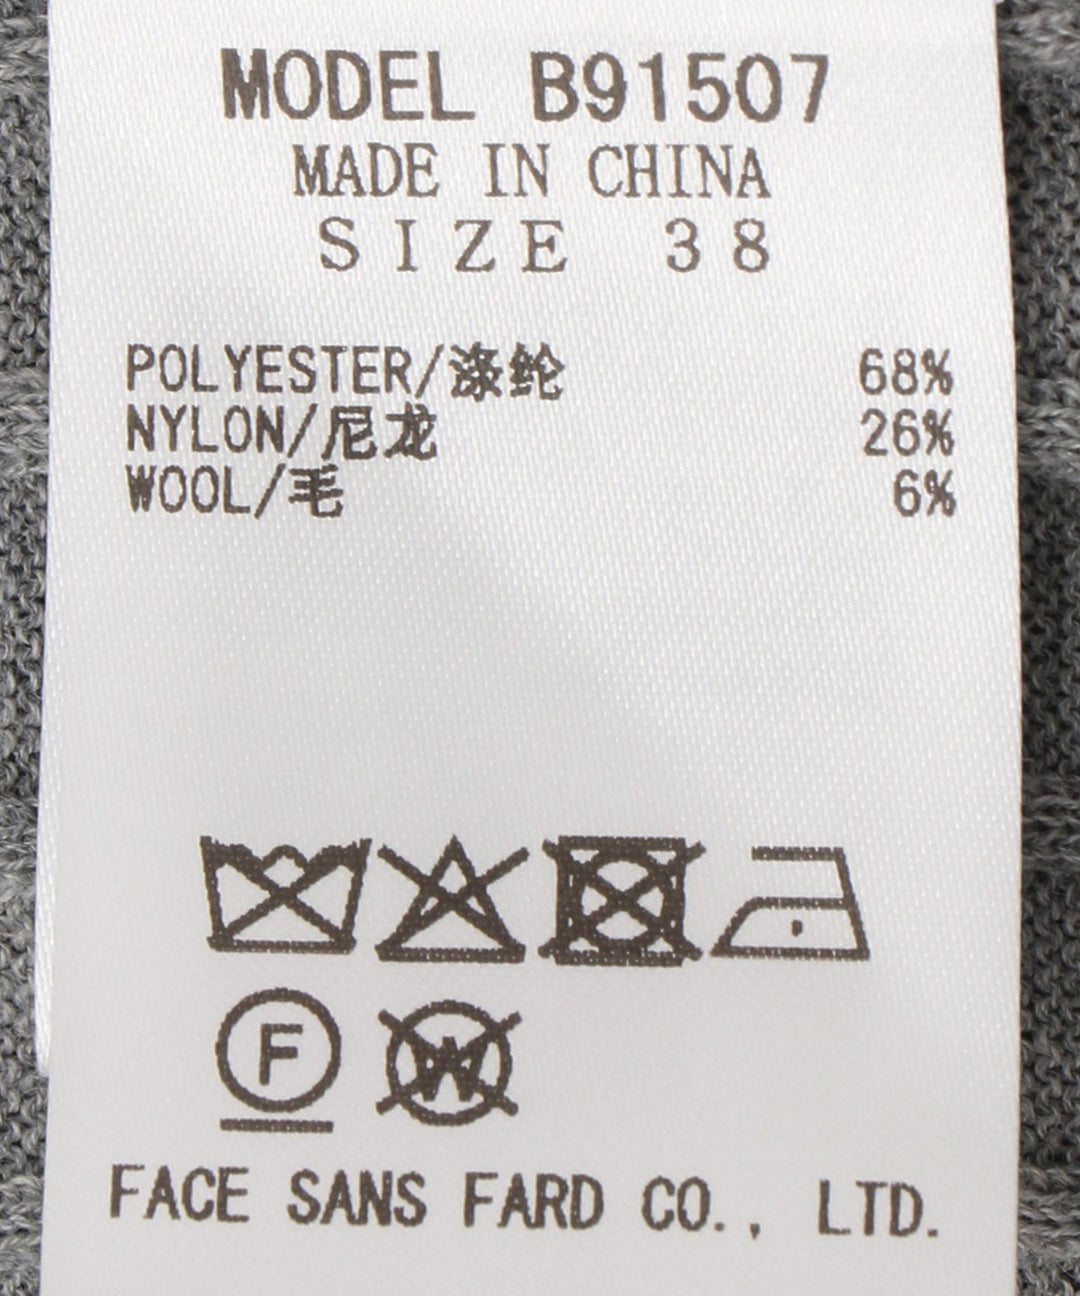 MODEL B91507
MADE IN CHINA
SIZE 38
POLYESTER/涤纶 68%
NYLON/尼龙 26%
WOOL/毛 6%
F
W
FACE SANS FARD CO., LTD.